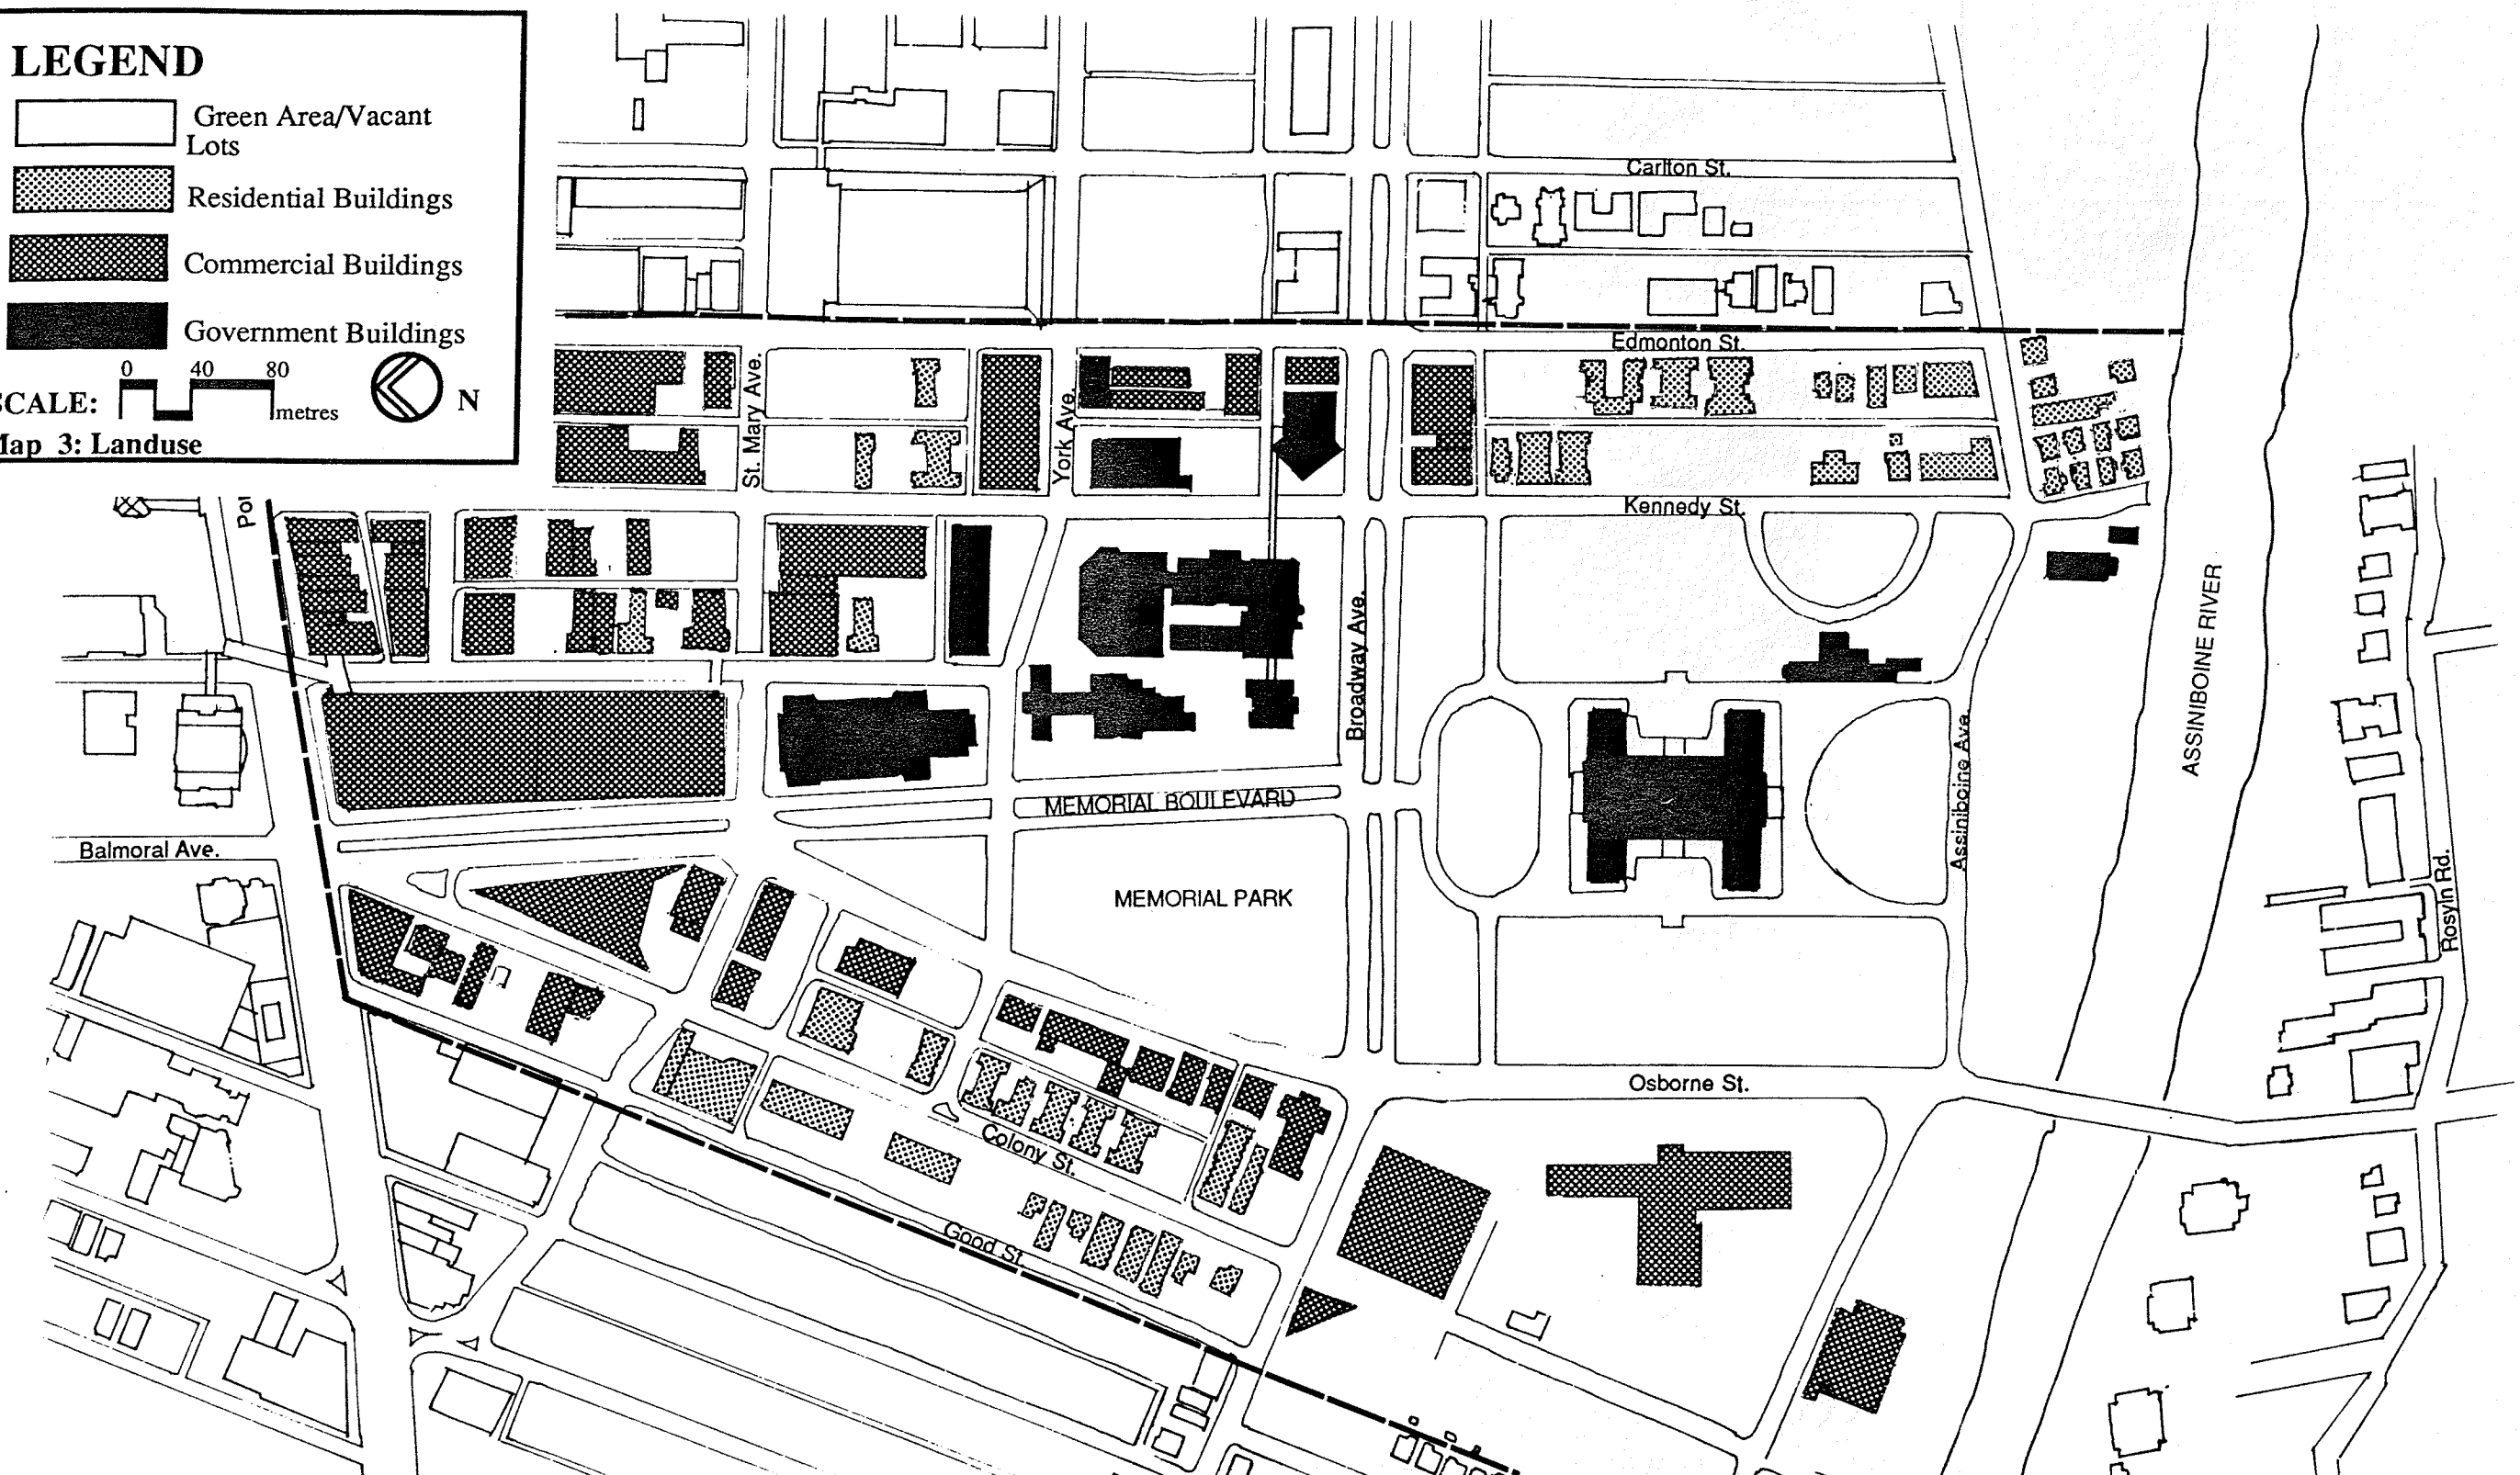 LEGEND
Green Area/Vacant
Lots
Residential Buildings
Commercial Buildings
Government Buildings
0 40 80
SCALE:
metres
N
Map 3: Landuse
Carlton St.
Edmonton St.
St. Mary Ave.
York Ave.
Kennedy St.
Por
Broadway Ave.
ASSINIBOINE RIVER
Assiniboine Ave.
MEMORIAL BOULEVARD
Balmoral Ave.
MEMORIAL PARK
Rosyln Rd.
Osborne St.
Colony St.
Good St.